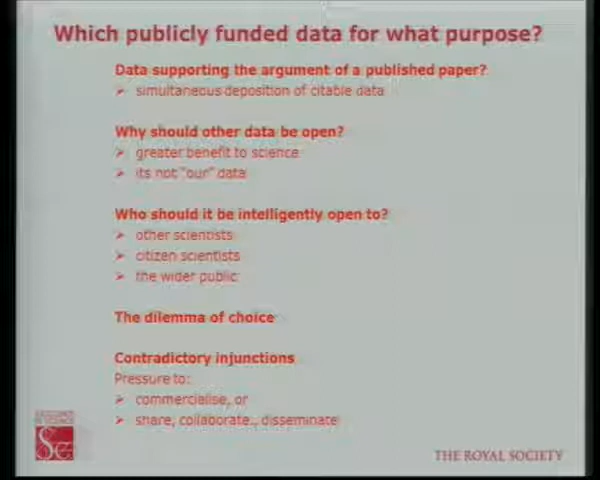 Which publicly funded data for what purpose?
Data supporting the argument of a published paper?
➢ simultaneous deposition of citable data
Why should other data be open?
➢ greater benefit to science
➢ its not "our" data
Who should it be intelligently open to?
➢ other scientists
➢ citizen scientists
➢ the wider public
The dilemma of choice
Contradictory injunctions
Pressure to:
➢ commercialise, or
➢ share, collaborate., disseminate
THE ROYAL SOCIETY